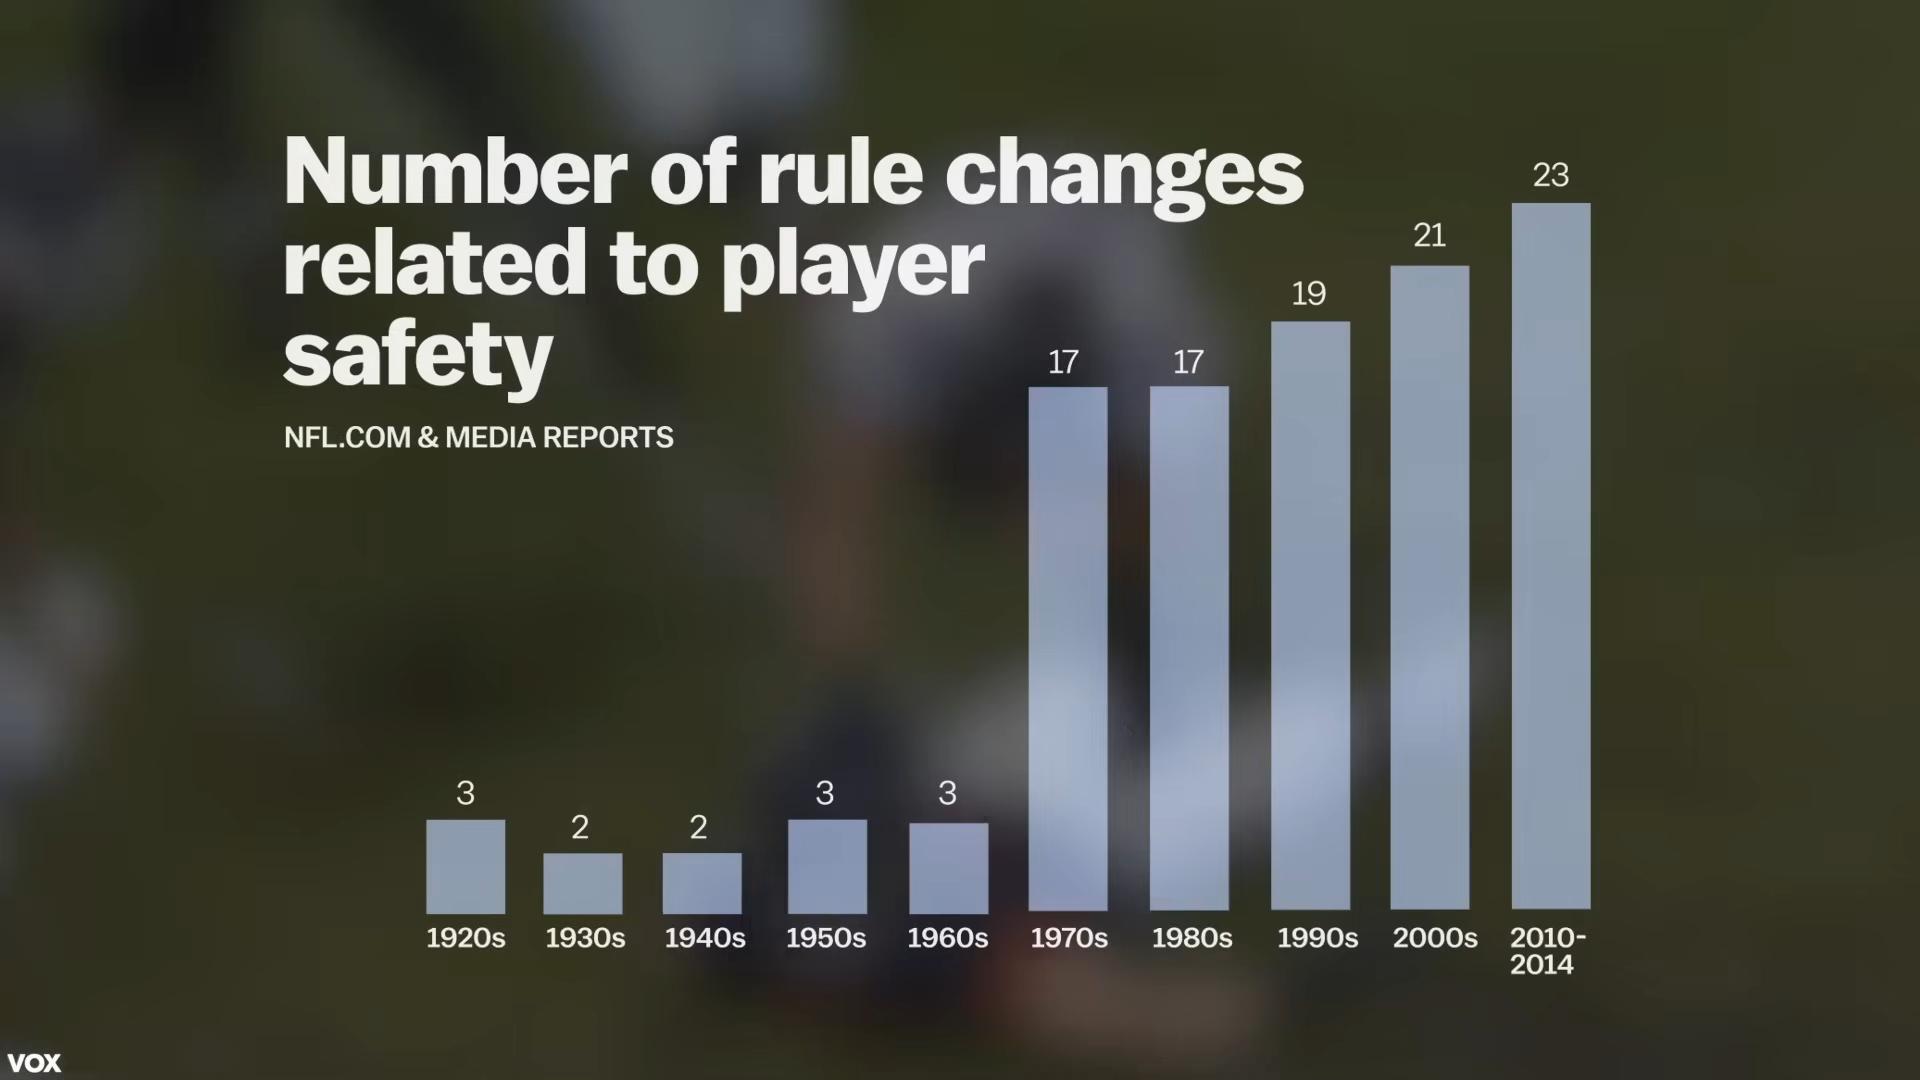 Number of rule changes
related to player
safety
NFL.COM & MEDIA REPORTS
3
2
2
3
3
17
17
19
21
23
1920s
1930s
1940s
1950s
1960s
1970s
1980s
1990s
2000s
2010-
2014
VOX